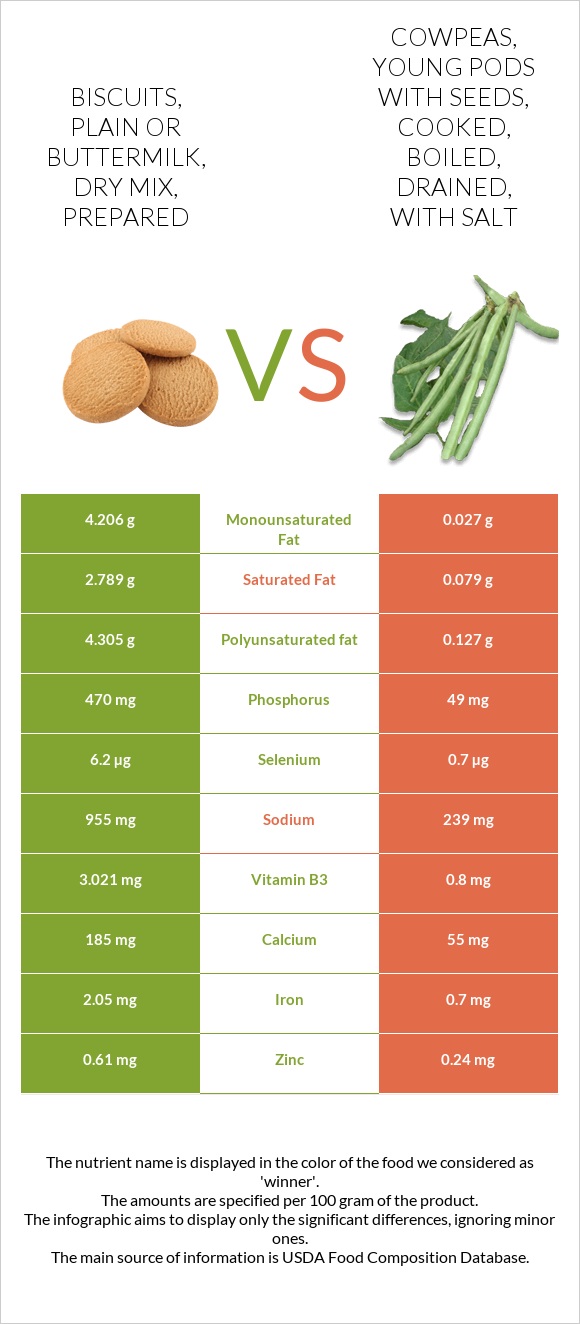 BISCUITS,
PLAIN OR
BUTTERMILK,
DRY MIX,
PREPARED
COWPEAS,
YOUNG PODS
WITH SEEDS,
COOKED,
BOILED,
DRAINED,
WITH SALT
VS
4.206 g Monounsaturated Fat 0.027 g
2.789 g Saturated Fat 0.079 g
4.305 g Polyunsaturated fat 0.127 g
470 mg Phosphorus 49 mg
6.2 µg Selenium 0.7 µg
955 mg Sodium 239 mg
3.021 mg Vitamin B3 0.8 mg
185 mg Calcium 55 mg
2.05 mg Iron 0.7 mg
0.61 mg Zinc 0.24 mg
The nutrient name is displayed in the color of the food we considered as
'winner'.
The amounts are specified per 100 gram of the product.
The infographic aims to display only the significant differences, ignoring minor
ones.
The main source of information is USDA Food Composition Database.